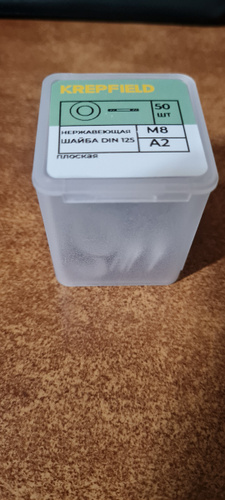 KREPFIELD
50
шт
НЕРЖАВЕЮЩАЯ
ШАЙБА DIN 125
ПЛОСКАЯ
M8
A2